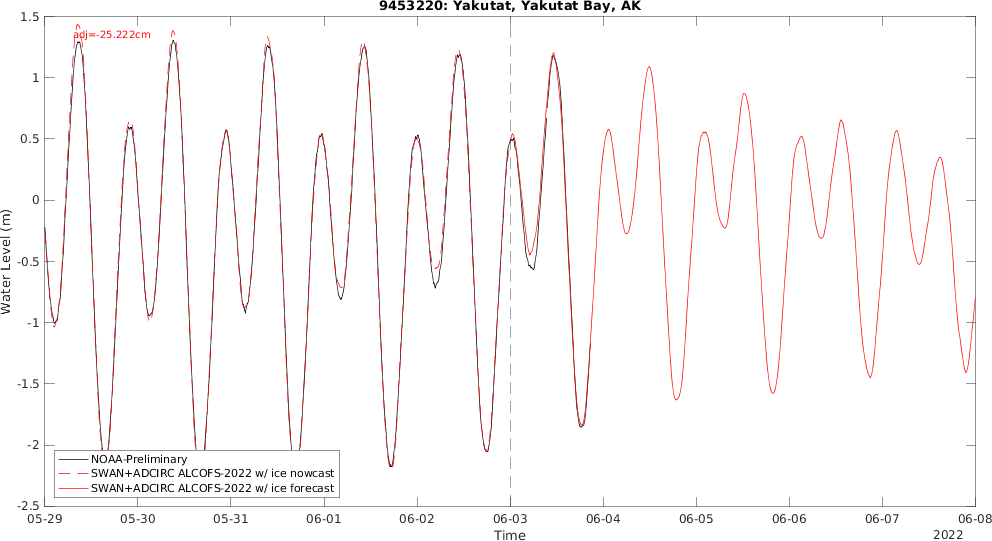 9453220: Yakutat, Yakutat Bay, AK
adj=-25.222cm
1.5
1
0.5
0
-0.5
-1
-1.5
-2
-2.5
Water Level (m)
NOAA-Preliminary
SWAN+ADCIRC ALCOFS-2022 w/ ice nowcast
SWAN+ADCIRC ALCOFS-2022 w/ ice forecast
05-29 05-30 05-31 06-01 06-02 06-03 06-04 06-05 06-06 06-07 06-08
Time
2022